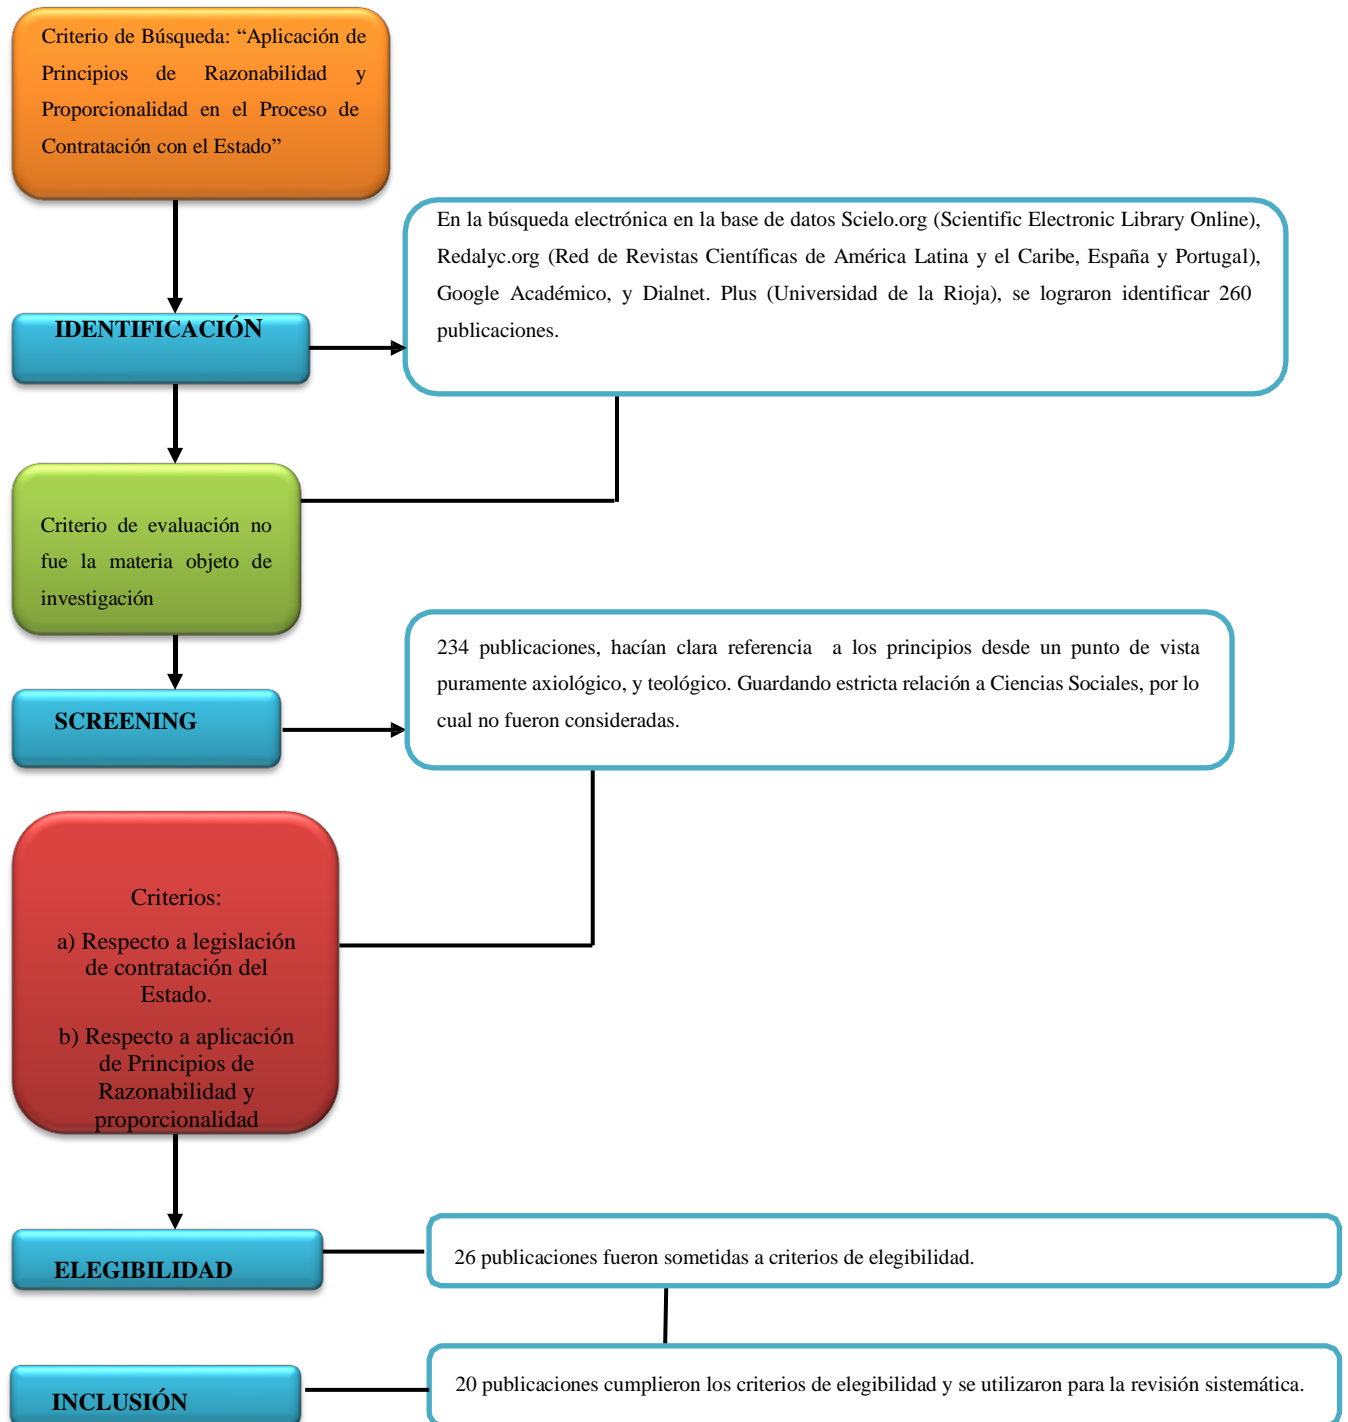 Criterio de Búsqueda: “Aplicación de
Principios de Razonabilidad y
Proporcionalidad en el Proceso de
Contratación con el Estado”
En la búsqueda electrónica en la base de datos Scielo.org (Scientific Electronic Library Online),
Redalyc.org (Red de Revistas Científicas de América Latina y el Caribe, España y Portugal),
Google Académico, y Dialnet. Plus (Universidad de la Rioja), se lograron identificar 260
publicaciones.
IDENTIFICACIÓN
Criterio de evaluación no
fue la materia objeto de
investigación
234 publicaciones, hacían clara referencia a los principios desde un punto de vista
puramente axiológico, y teológico. Guardando estricta relación a Ciencias Sociales, por lo
cual no fueron consideradas.
SCREENING
Criterios:
a) Respecto a legislación
de contratación del
Estado.
b) Respecto a aplicación
de Principios de
Razonabilidad y
proporcionalidad
ELEGIBILIDAD
26 publicaciones fueron sometidas a criterios de elegibilidad.
INCLUSIÓN
20 publicaciones cumplieron los criterios de elegibilidad y se utilizaron para la revisión sistemática.